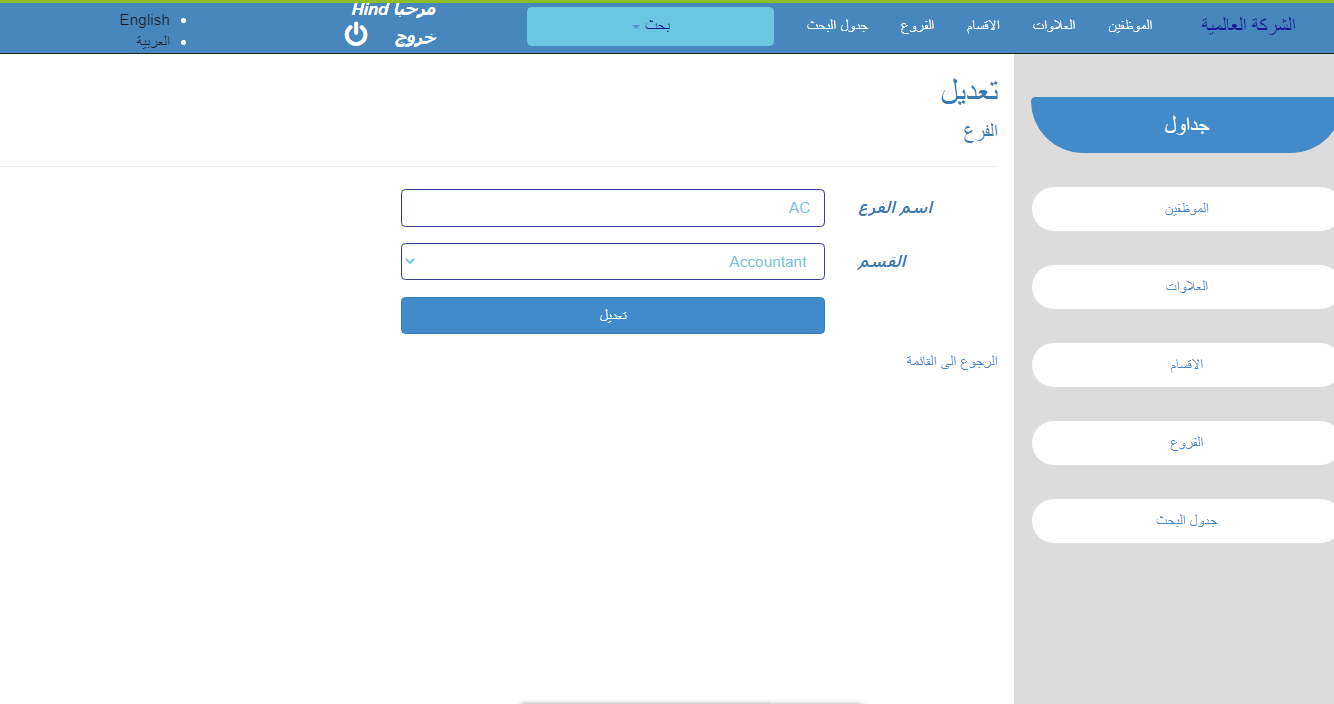 الشركة العالمية
الموظفين
العلاوات
الاقسام
الفروع
جدول البحث
بحث
مرحبا Hind
خروج
English
العربية
جداول
الموظفين
العلاوات
الاقسام
الفروع
جدول البحث
تعديل
الفرع
اسم الفرع
AC
القسم
Accountant
تعديل
الرجوع الى القائمة